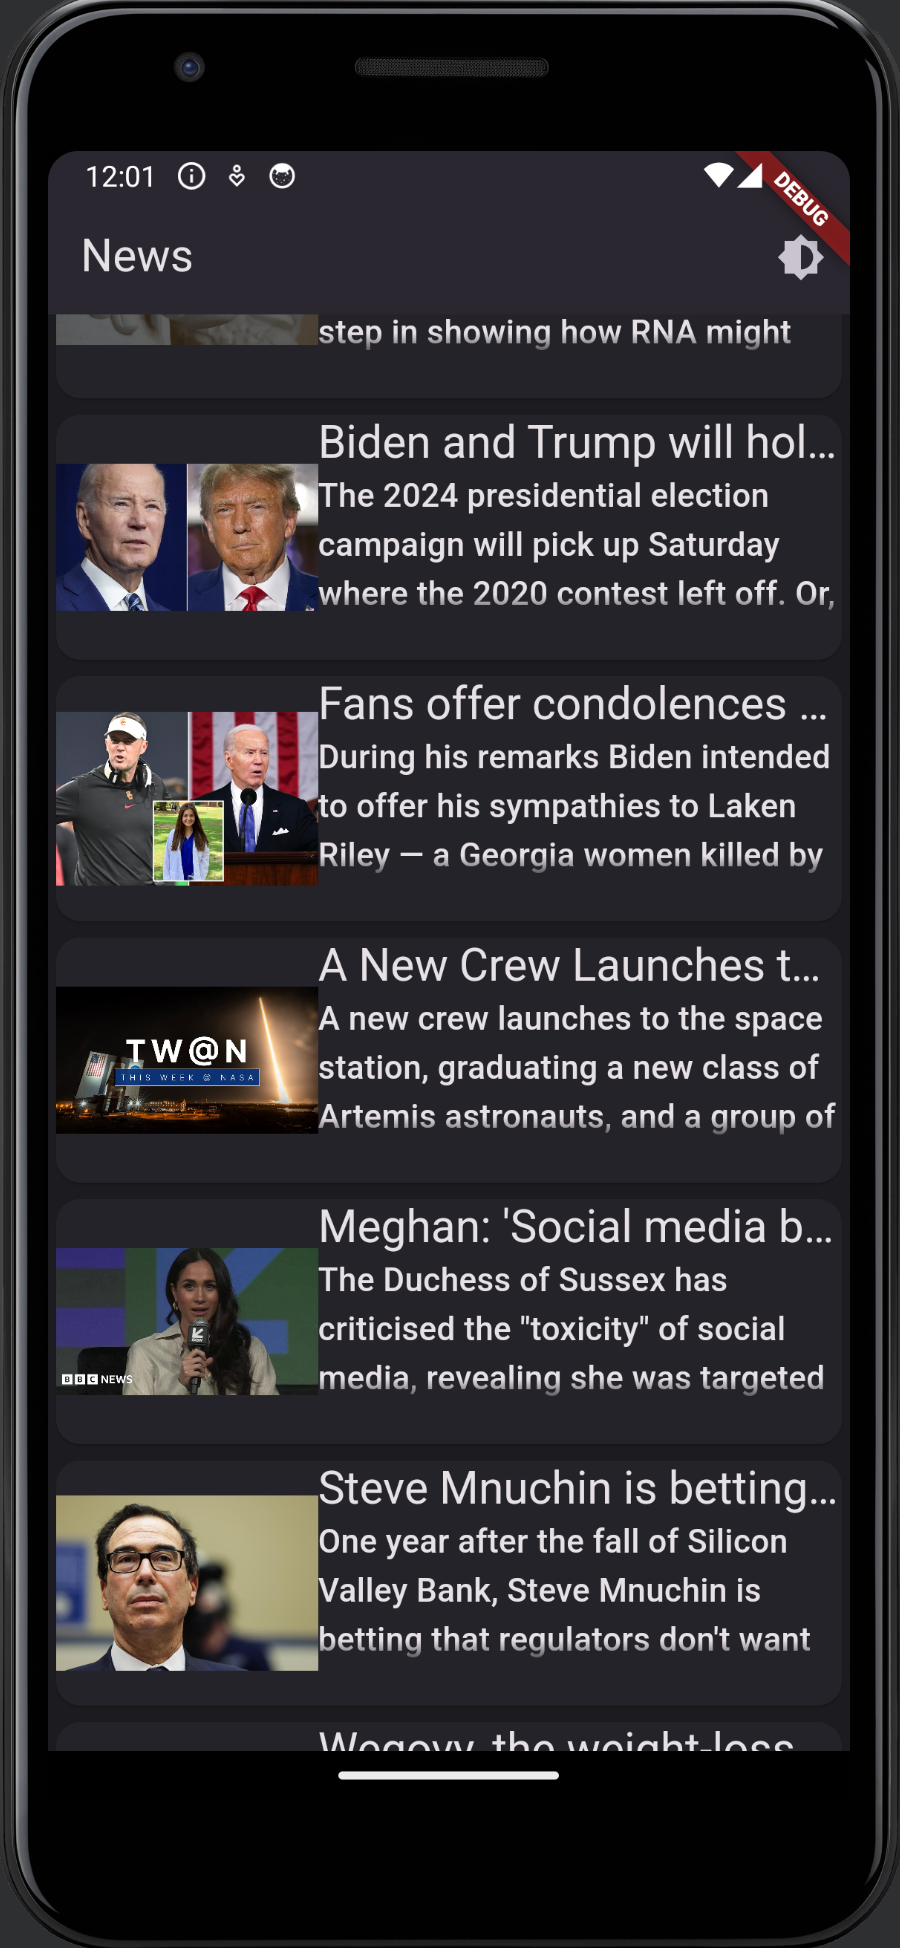 12:01
DEBUG
News
step in showing how RNA might
Biden and Trump will hol...
The 2024 presidential election
campaign will pick up Saturday
where the 2020 contest left off. Or,
Fans offer condolences ...
During his remarks Biden intended
to offer his sympathies to Laken
Riley — a Georgia women killed by
TW@N
THIS WEEK @ NASA
A New Crew Launches t...
A new crew launches to the space
station, graduating a new class of
Artemis astronauts, and a group of
Meghan: 'Social media b...
The Duchess of Sussex has
criticised the "toxicity" of social
media, revealing she was targeted
BBC NEWS
Steve Mnuchin is betting...
One year after the fall of Silicon
Valley Bank, Steve Mnuchin is
betting that regulators don't want
Wegovy, the weight-loss